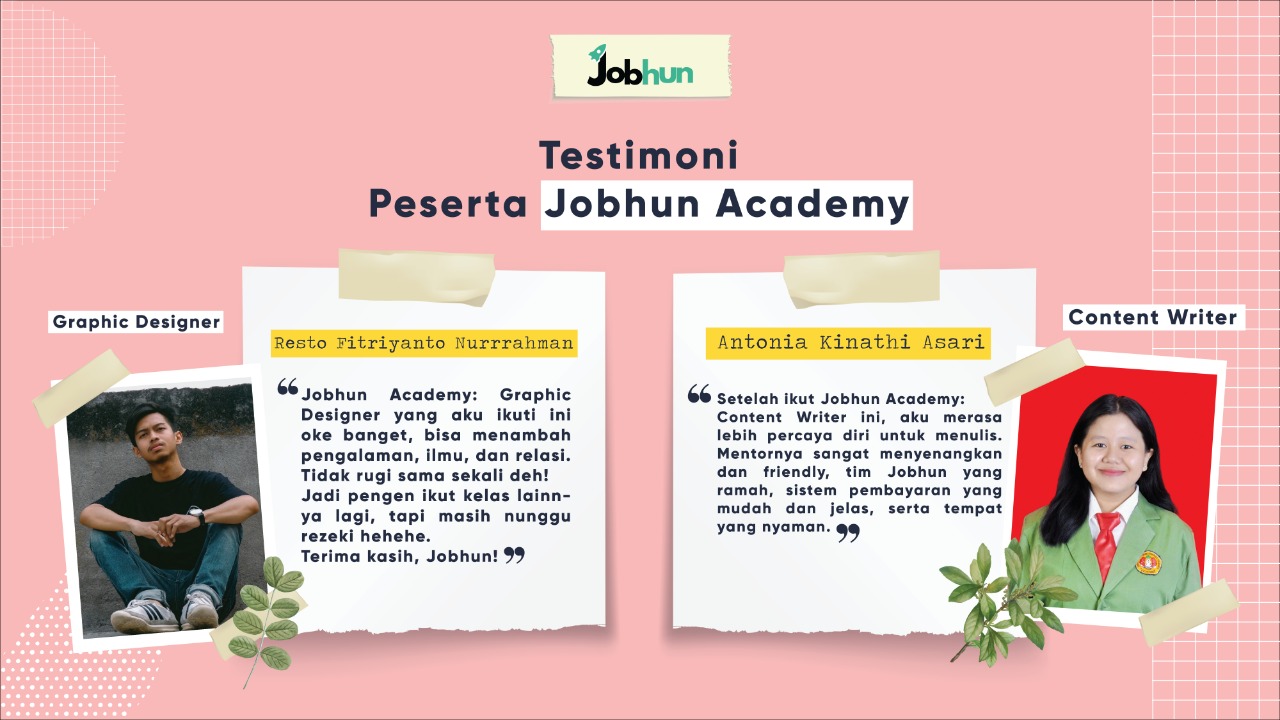 Jobhun
Testimoni
Peserta Jobhun Academy
Graphic Designer
Resto Fitriyanto Nurrrahman
“Jobhun Academy: Graphic
Designer yang aku ikuti ini
oke banget, bisa menambah
pengalaman, ilmu, dan relasi.
Tidak rugi sama sekali deh!
Jadi pengen ikut kelas lainn-
ya lagi, tapi masih nunggu
rezeki hehehe.
Terima kasih, Jobhun!”
Content Writer
Antonia Kinathi Asari
“Setelah ikut Jobhun Academy:
Content Writer ini, aku merasa
lebih percaya diri untuk menulis.
Mentornya sangat menyenangkan
dan friendly, tim Jobhun yang
ramah, sistem pembayaran yang
mudah dan jelas, serta tempat
yang nyaman.”